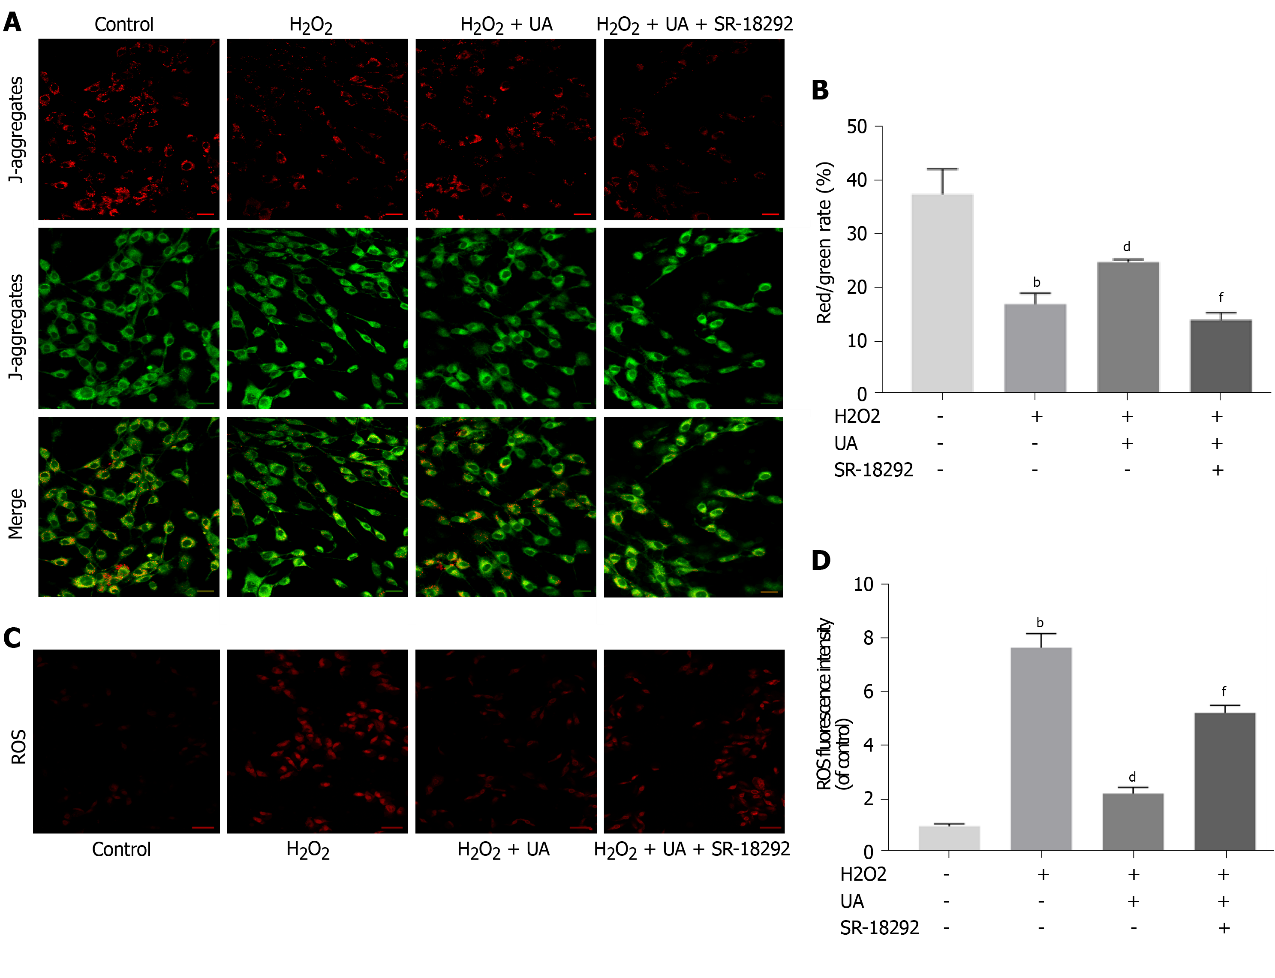 A
Control
H2O2
H2O2 + UA
H2O2 + UA + SR-18292
J-aggregates
J-aggregates
Merge
B
Red/green rate (%)
50
40
30
20
10
0
b
d
f
H2O2 - + + +
UA - - + +
SR-18292 - - - +
C
ROS
Control
H2O2
H2O2 + UA
H2O2 + UA + SR-18292
D
ROS fluorescence intensity
(of control)
10
8
6
4
2
0
b
d
f
H2O2 - + + +
UA - - + +
SR-18292 - - - +